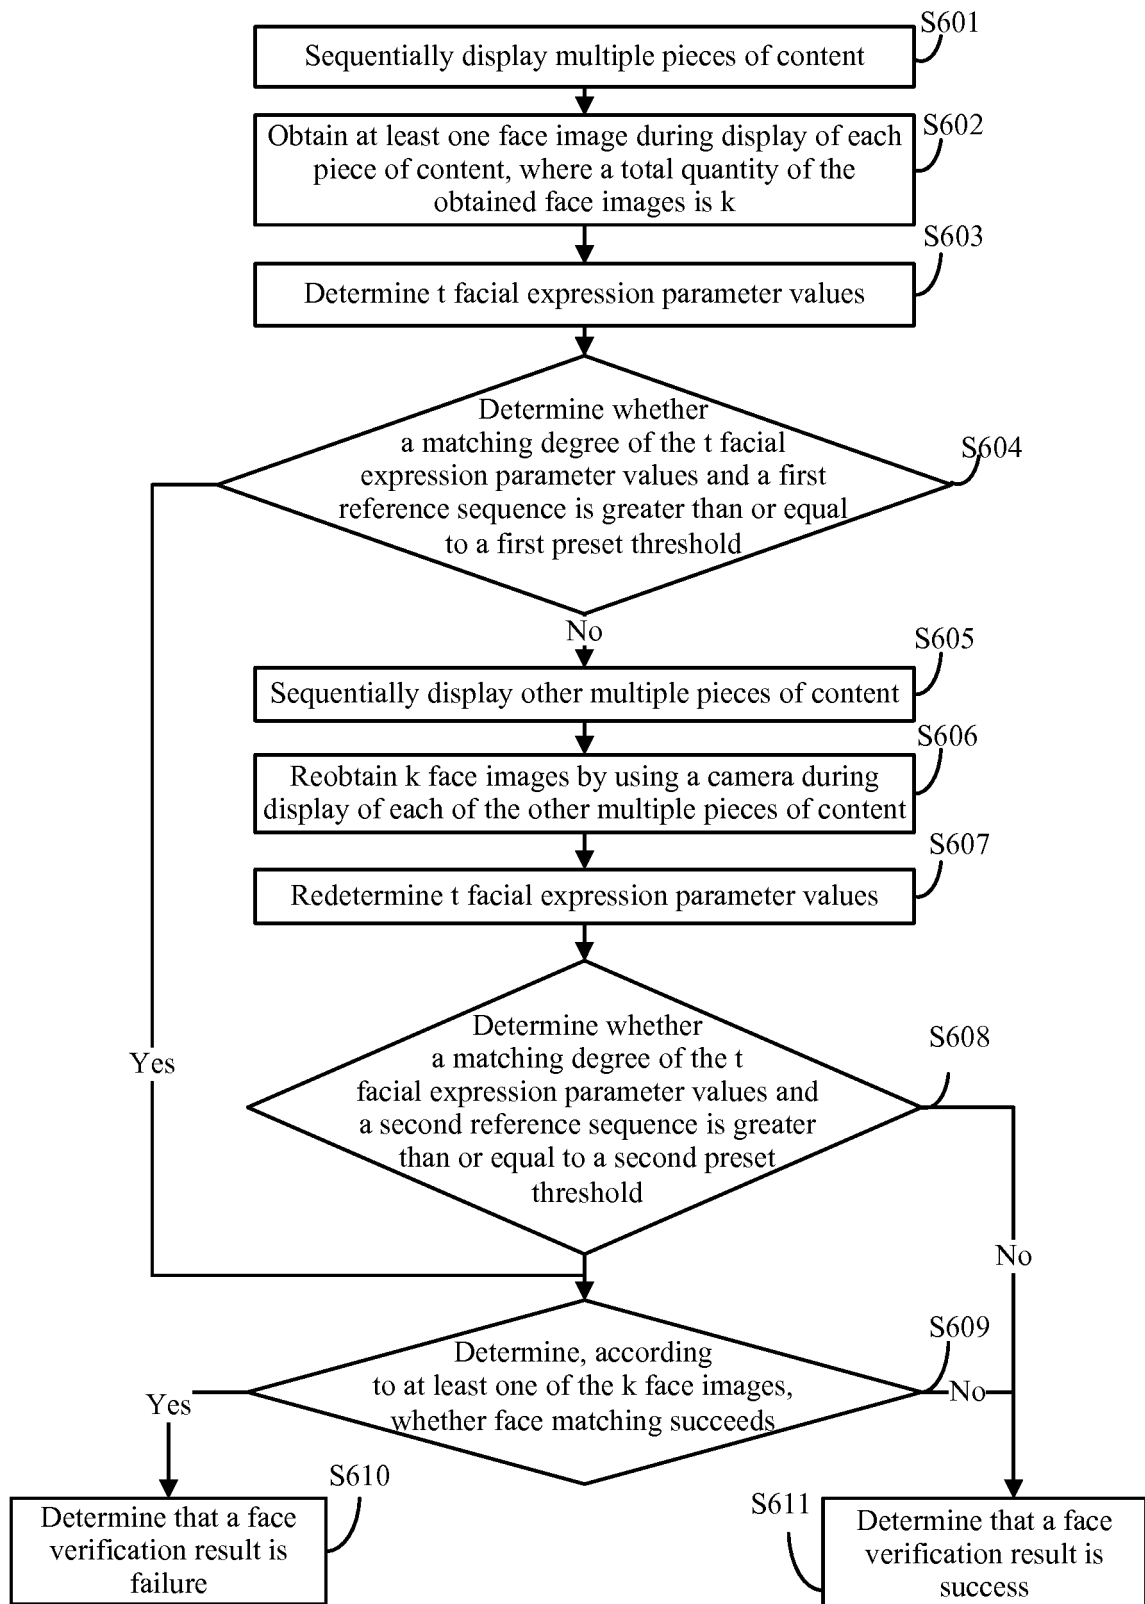 S601
Sequentially display multiple pieces of content
S602
Obtain at least one face image during display of each
piece of content, where a total quantity of the
obtained face images is k
S603
Determine t facial expression parameter values
S604
Determine whether
a matching degree of the t facial
expression parameter values and a first
reference sequence is greater than or equal
to a first preset threshold
No
S605
Sequentially display other multiple pieces of content
S606
Reobtain k face images by using a camera during
display of each of the other multiple pieces of content
S607
Redetermine t facial expression parameter values
S608
Determine whether
a matching degree of the t
facial expression parameter values and
a second reference sequence is greater
than or equal to a second preset
threshold
Yes
No
S609
Determine, according
to at least one of the k face images,
whether face matching succeeds
Yes
No
S610
Determine that a face
verification result is
failure
S611
Determine that a face
verification result is
success